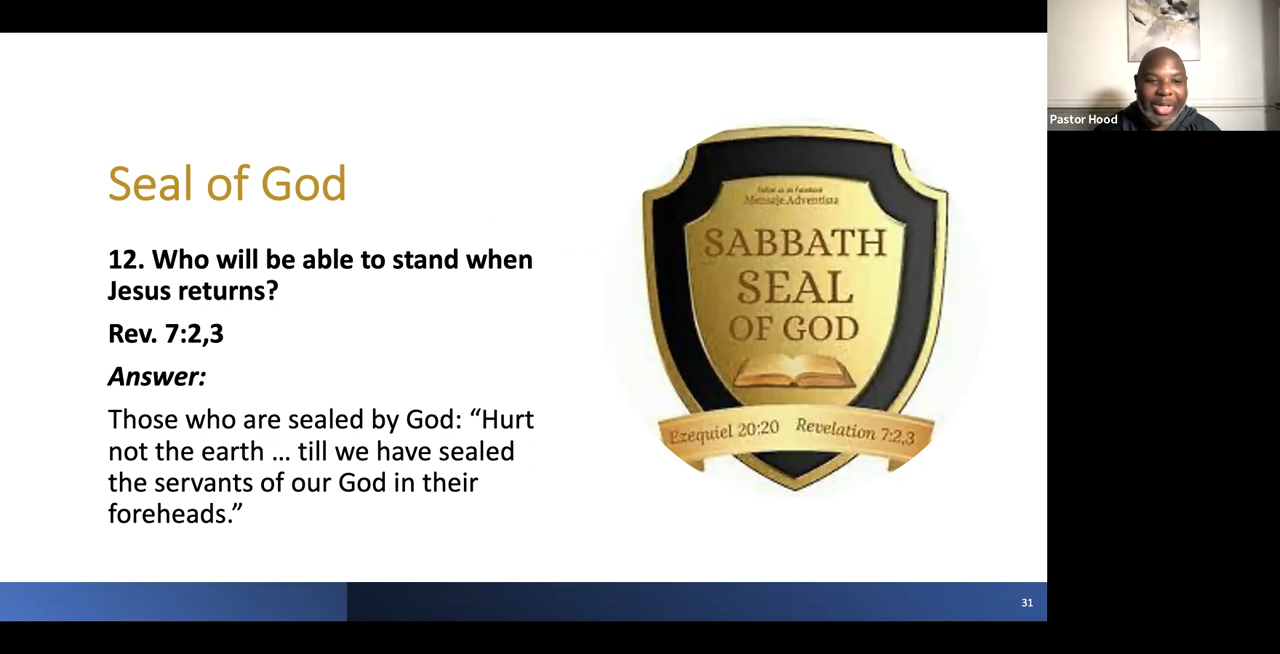 Seal of God
12. Who will be able to stand when
Jesus returns?
Rev. 7:2,3
Answer:
Those who are sealed by God: “Hurt
not the earth … till we have sealed
the servants of our God in their
foreheads.”
Follow us on Facebook
Mensaje Adventista
SABBATH
SEAL
OF GOD
Ezequiel 20:20 Revelation 7:2,3
31
Pastor Hood